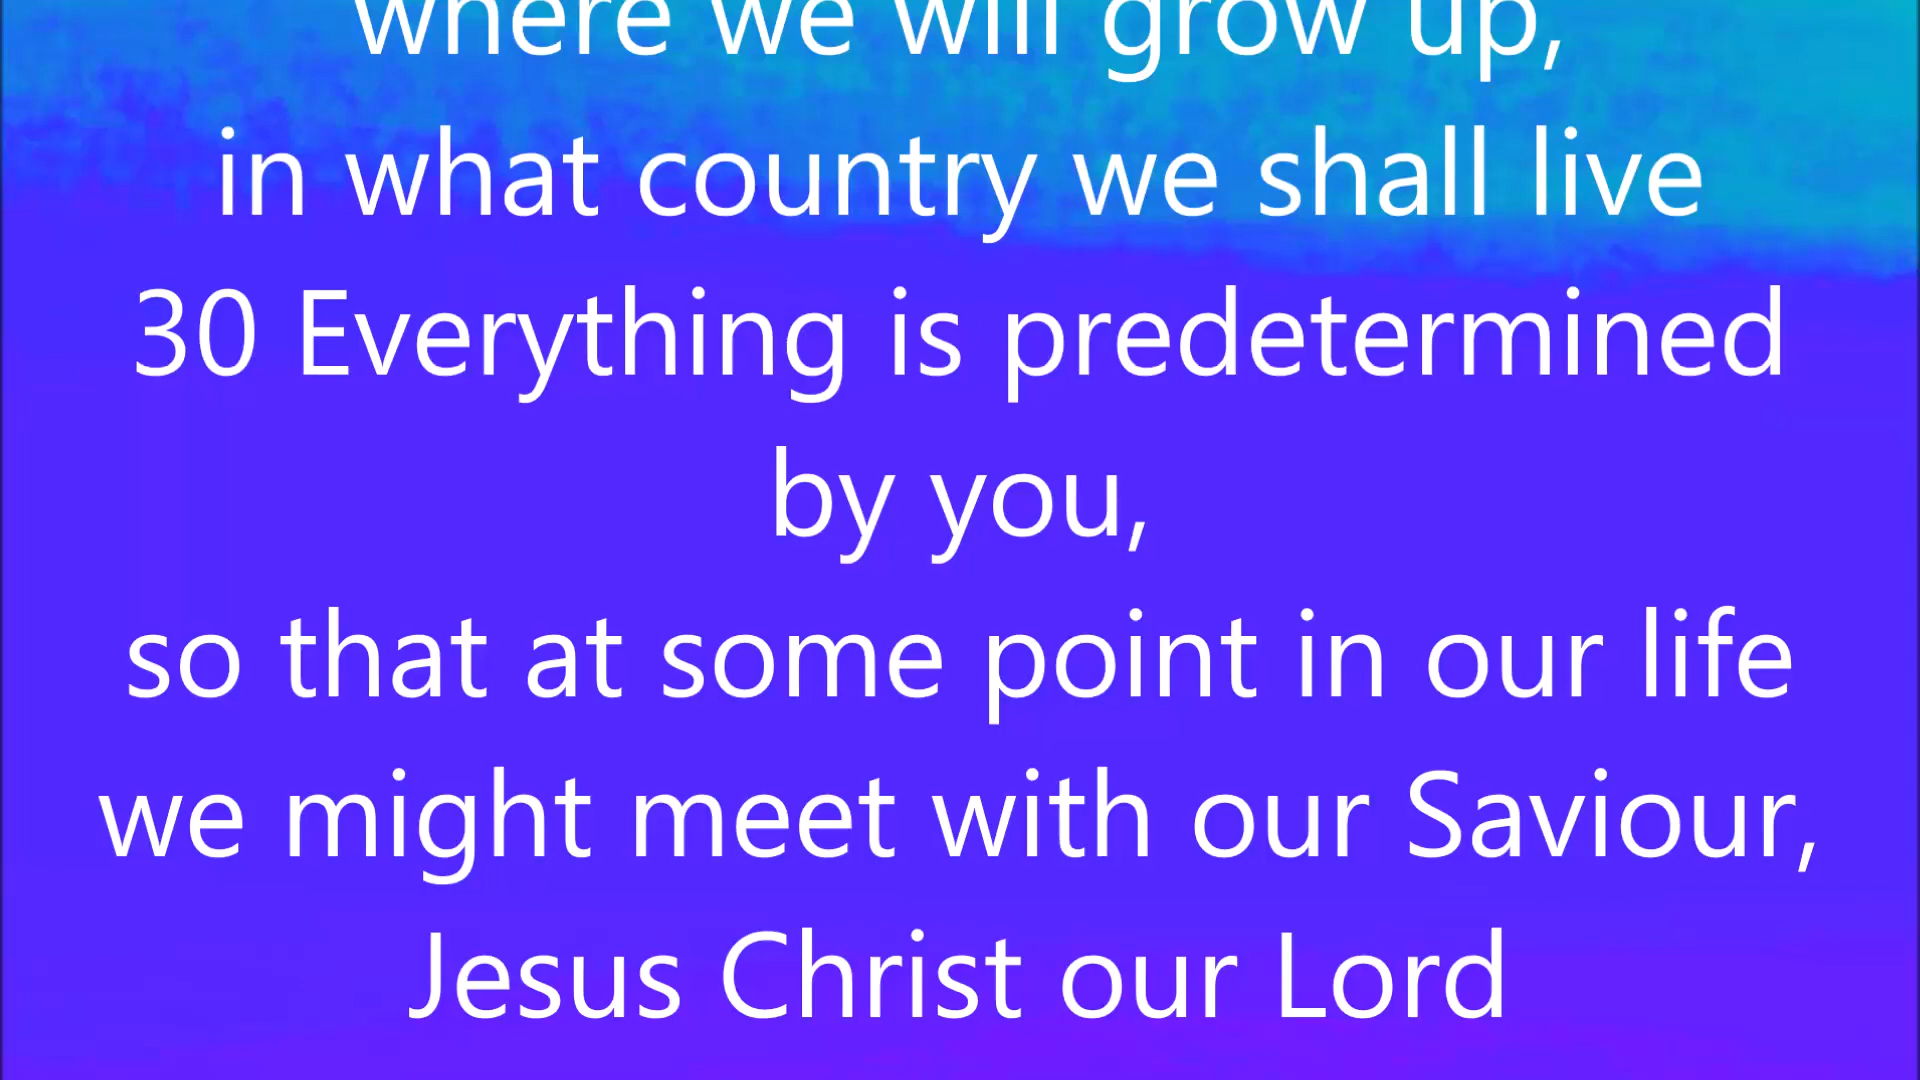 where we will grow up,
in what country we shall live
30 Everything is predetermined
by you,
so that at some point in our life
we might meet with our Saviour,
Jesus Christ our Lord